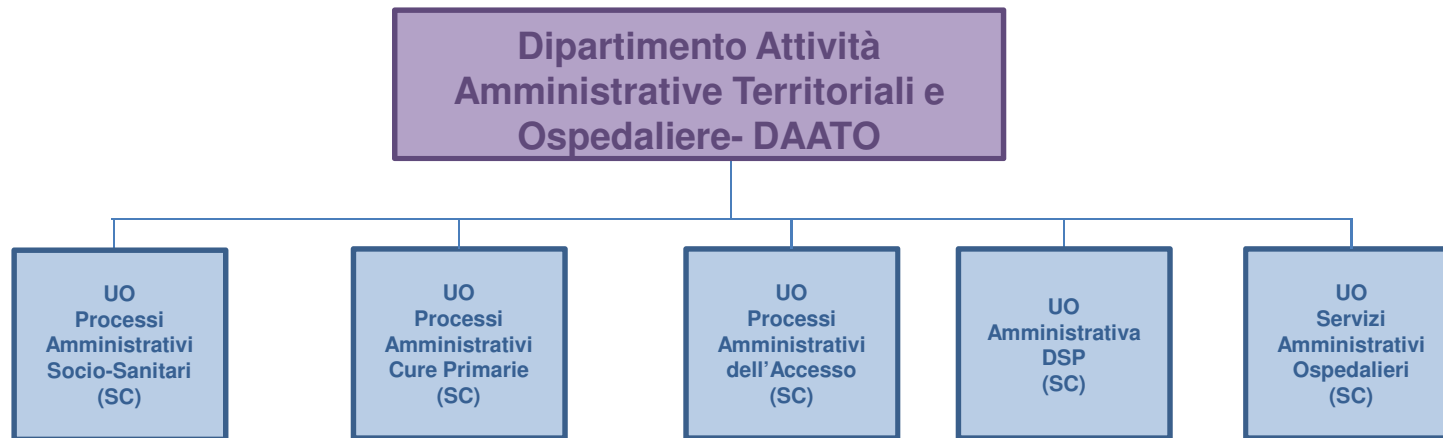 Dipartimento Attività
Amministrative Territoriali e
Ospedaliere- DAATO
UO
Processi
Amministrativi
Socio-Sanitari
(SC)
UO
Processi
Amministrativi
Cure Primarie
(SC)
UO
Processi
Amministrativi
dell’Accesso
(SC)
UO
Amministrativa
DSP
(SC)
UO
Servizi
Amministrativi
Ospedalieri
(SC)